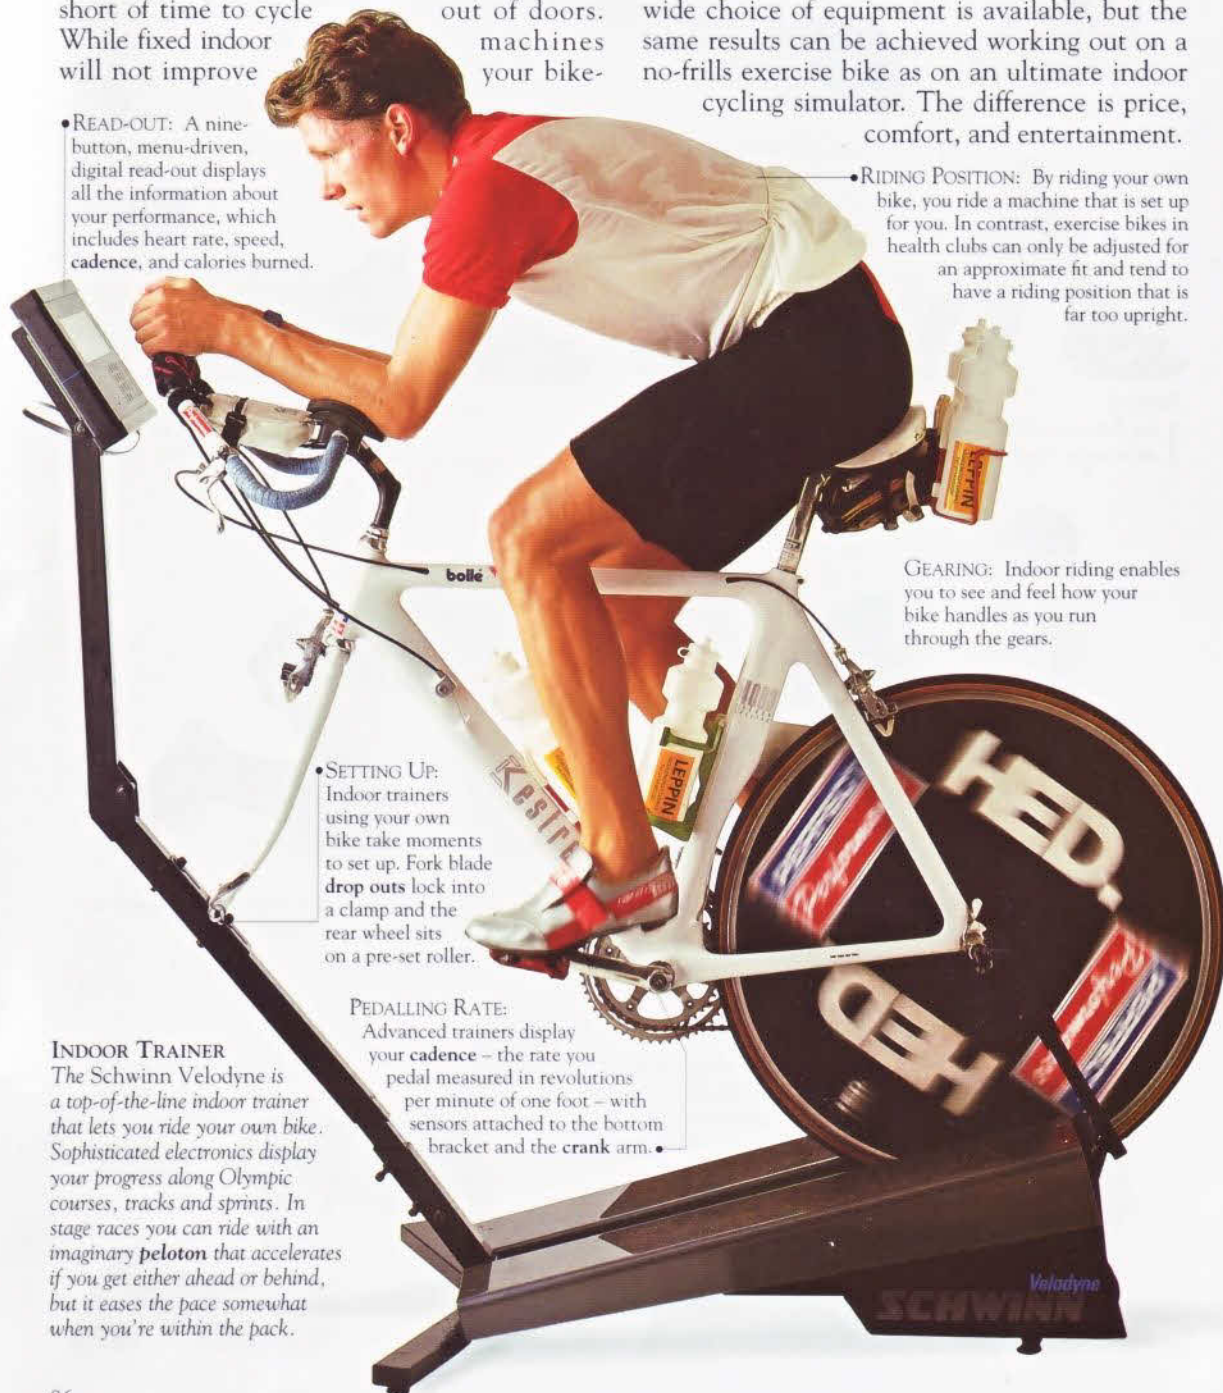 short of time to cycle out of doors.
While fixed indoor machines
will not improve your bike-
wide choice of equipment is available, but the
same results can be achieved working out on a
no-frills exercise bike as on an ultimate indoor
cycling simulator. The difference is price,
comfort, and entertainment.
•READ-OUT: A nine-
button, menu-driven,
digital read-out displays
all the information about
your performance, which
includes heart rate, speed,
cadence, and calories burned.
•RIDING POSITION: By riding your own
bike, you ride a machine that is set up
for you. In contrast, exercise bikes in
health clubs can only be adjusted for
an approximate fit and tend to
have a riding position that is
far too upright.
LEPPIN
bollé
GEARING: Indoor riding enables
you to see and feel how your
bike handles as you run
through the gears.
LEPPIN
Kestre
HED.
Performa
Performa
HED
•SETTING UP:
Indoor trainers
using your own
bike take moments
to set up. Fork blade
drop outs lock into
a clamp and the
rear wheel sits
on a pre-set roller.
PEDALLING RATE:
Advanced trainers display
your cadence – the rate you
pedal measured in revolutions
per minute of one foot – with
sensors attached to the bottom
bracket and the crank arm.•
INDOOR TRAINER
The Schwinn Velodyne is
a top-of-the-line indoor trainer
that lets you ride your own bike.
Sophisticated electronics display
your progress along Olympic
courses, tracks and sprints. In
stage races you can ride with an
imaginary peloton that accelerates
if you get either ahead or behind,
but it eases the pace somewhat
when you're within the pack.
Velodyne
SCHWINN